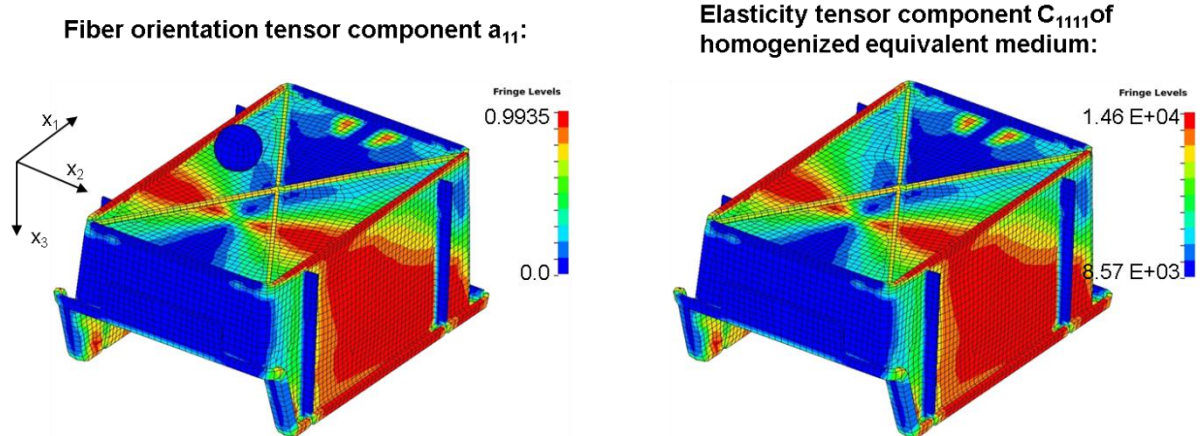 Fiber orientation tensor component a₁₁:
Elasticity tensor component C₁₁₁₁of
homogenized equivalent medium:
Fringe Levels
0.9935
0.0
x₁
x₂
x₃
Fringe Levels
1.46 E+04
8.57 E+03